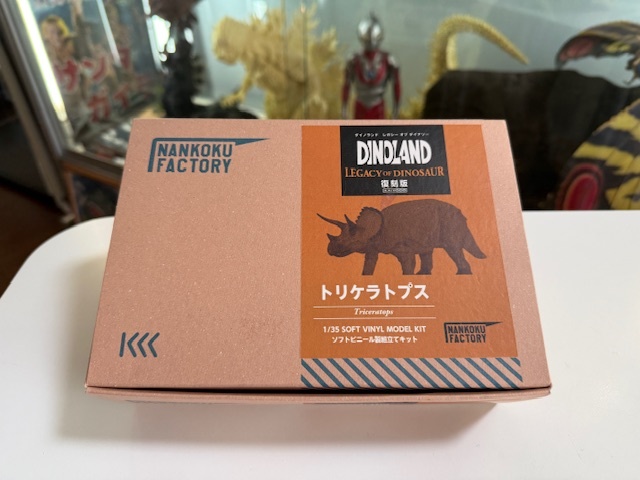 NANKOKU
FACTORY
ダイノランド レガシー オブ ダイナソー
DINOLAND
LEGACY OF DINOSAUR
復刻版
トリケラトプス
Triceratops
1/35 SOFT VINYL MODEL KIT
ソフトビニール製組立てキット
NANKOKU
FACTORY